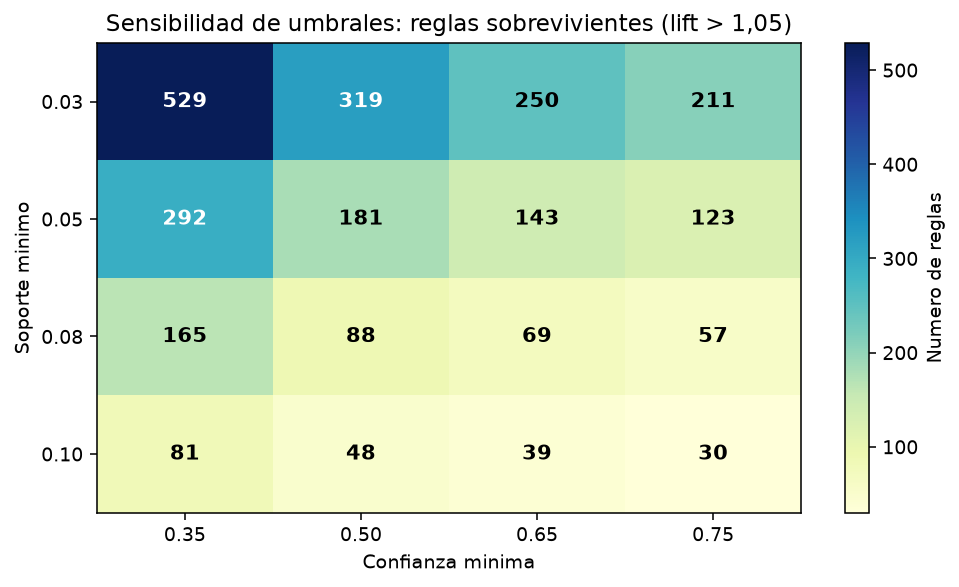 Sensibilidad de umbrales: reglas sobrevivientes (lift > 1,05)
Soporte minimo
0.03 529 319 250 211
0.05 292 181 143 123
0.08 165 88 69 57
0.10 81 48 39 30
0.35 0.50 0.65 0.75
Confianza minima
500
400
300
200
100
Numero de reglas